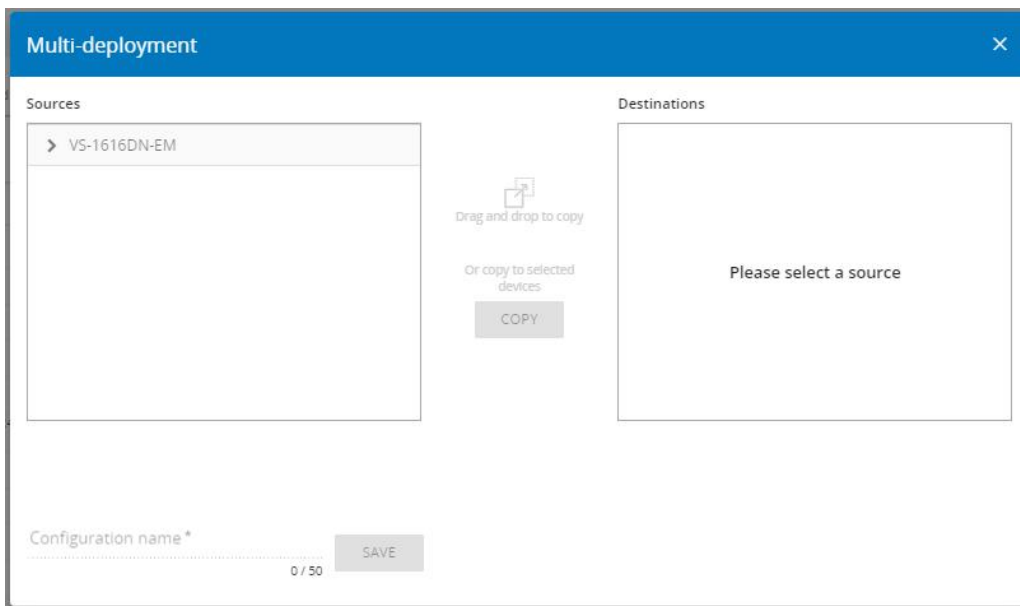 Multi-deployment
Sources
Destinations
VS-1616DN-EM
Drag and drop to copy
Or copy to selected
devices
COPY
Please select a source
Configuration name *
0 / 50
SAVE